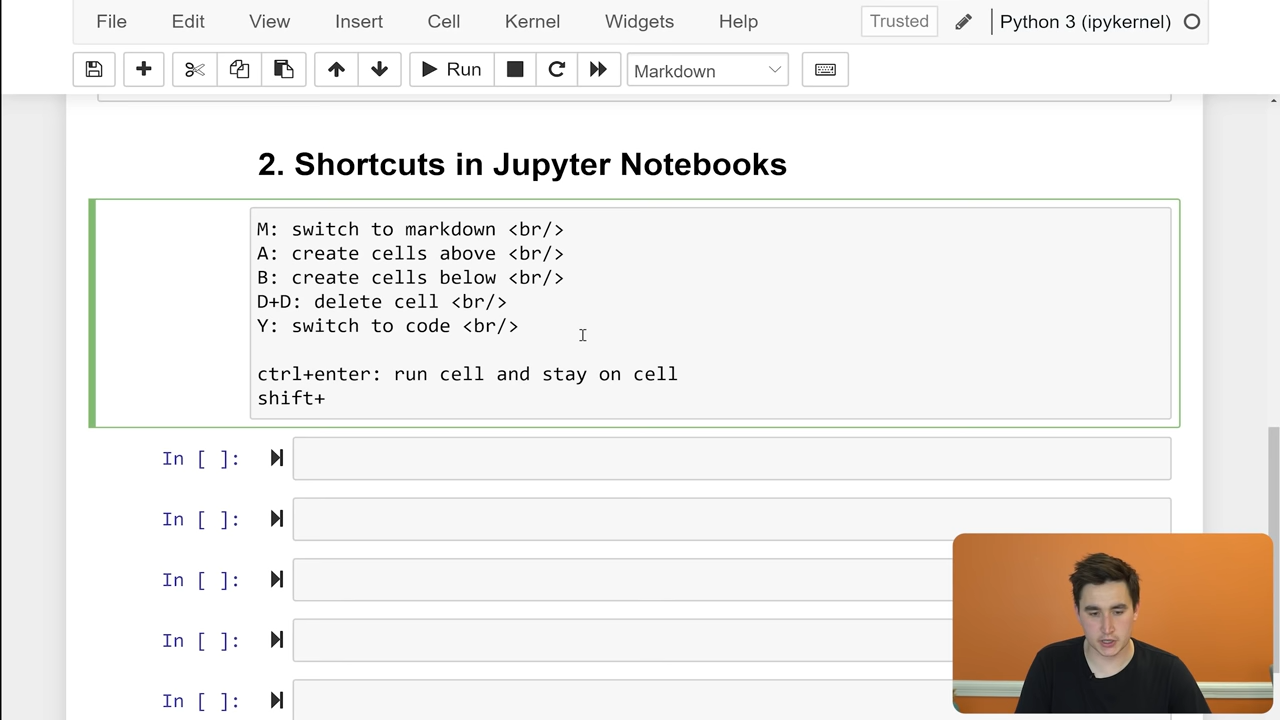 File Edit View Insert Cell Kernel Widgets Help Trusted Python 3 (ipykernel)
Run Markdown
2. Shortcuts in Jupyter Notebooks
M: switch to markdown <br/>
A: create cells above <br/>
B: create cells below <br/>
D+D: delete cell <br/>
Y: switch to code <br/>
ctrl+enter: run cell and stay on cell
shift+
In [ ]:
In [ ]:
In [ ]:
In [ ]:
In [ ]: